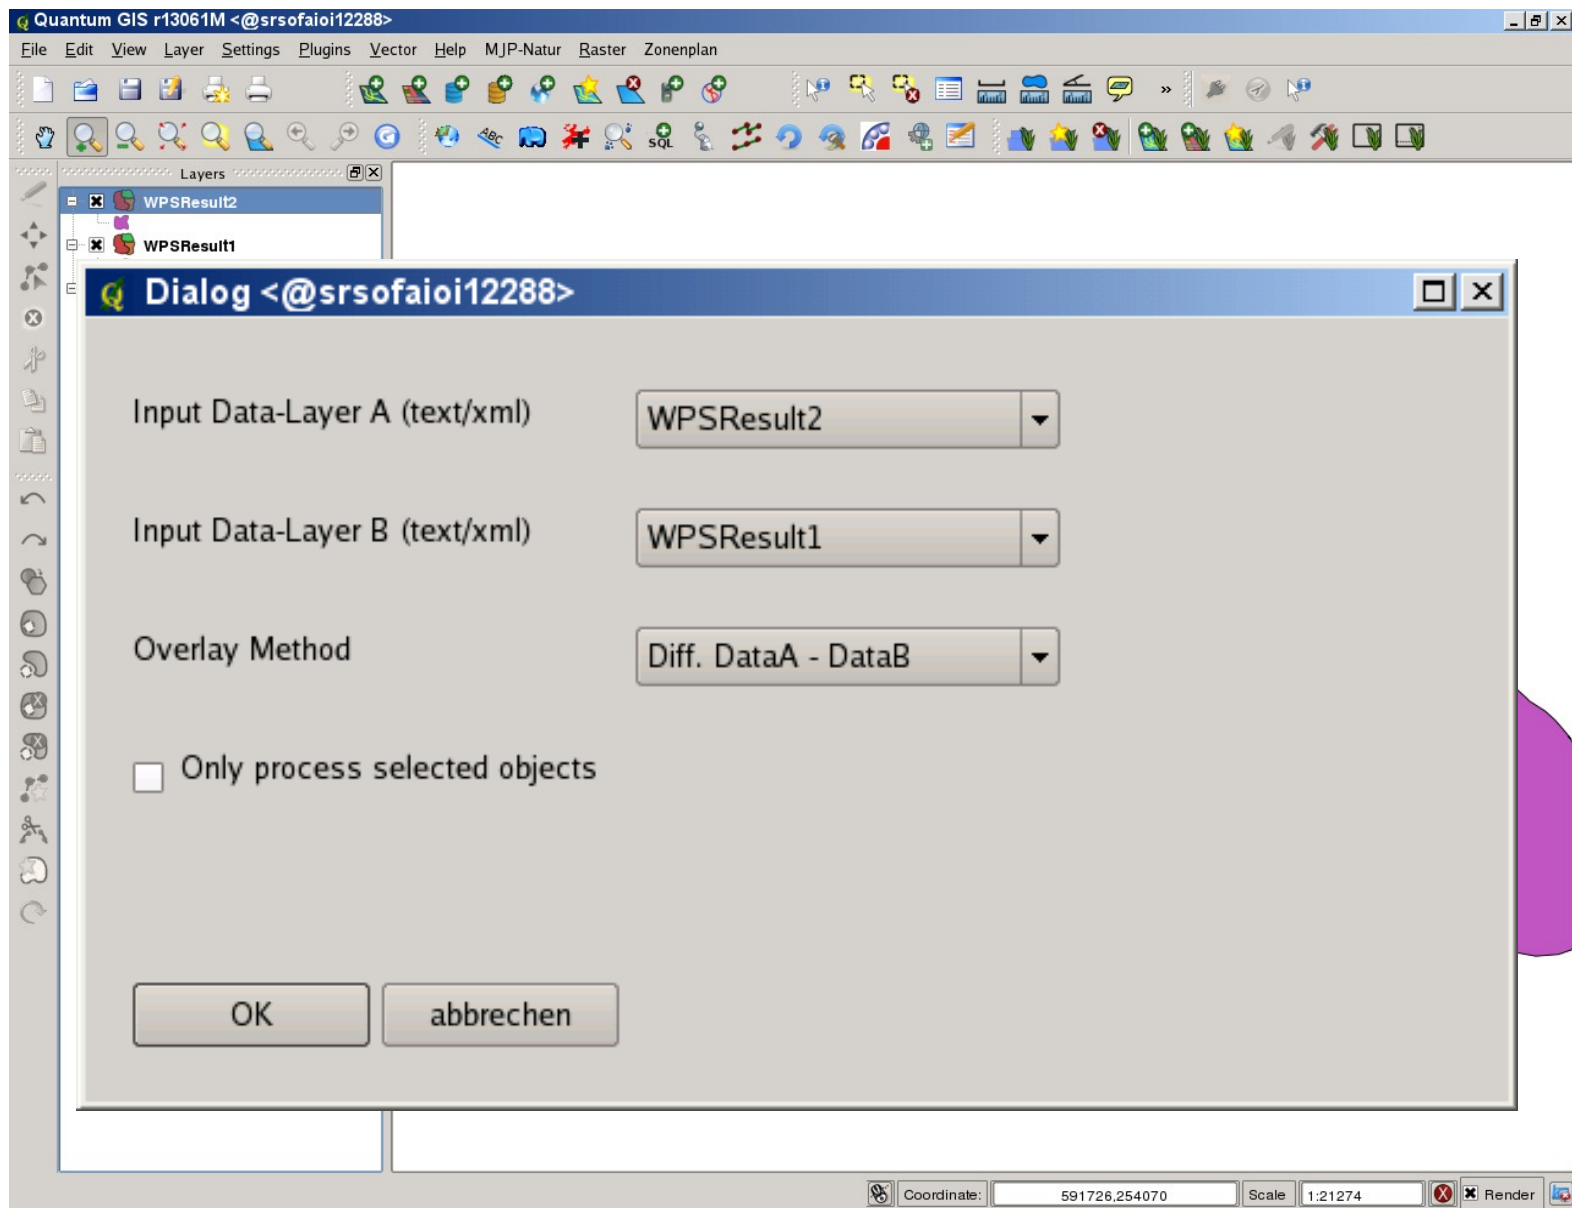 Quantum GIS r13061M <@srsofaioi12288>
File Edit View Layer Settings Plugins Vector Help MJP-Natur Raster Zonenplan
»
ABC SQL
Layers
WPSResult2
WPSResult1
Dialog <@srsofaioi12288>
Input Data-Layer A (text/xml) WPSResult2
Input Data-Layer B (text/xml) WPSResult1
Overlay Method Diff. DataA - DataB
Only process selected objects
OK abbrechen
Coordinate: 591726,254070 Scale 1:21274 Render